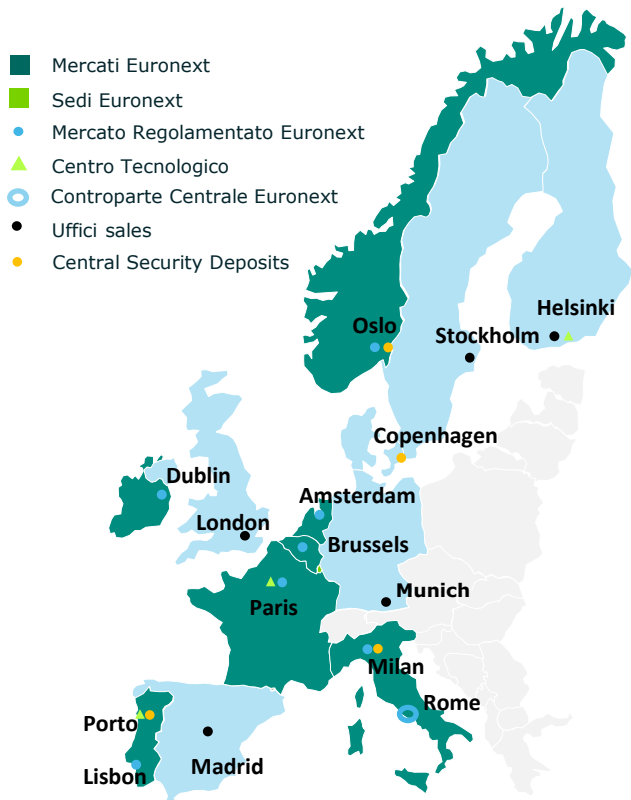 Mercati Euronext
Sedi Euronext
Mercato Regolamentato Euronext
Centro Tecnologico
Controparte Centrale Euronext
Uffici sales
Central Security Deposits
Helsinki
Oslo
Stockholm
Copenhagen
Dublin
Amsterdam
London
Brussels
Munich
Paris
Milan
Rome
Porto
Madrid
Lisbon